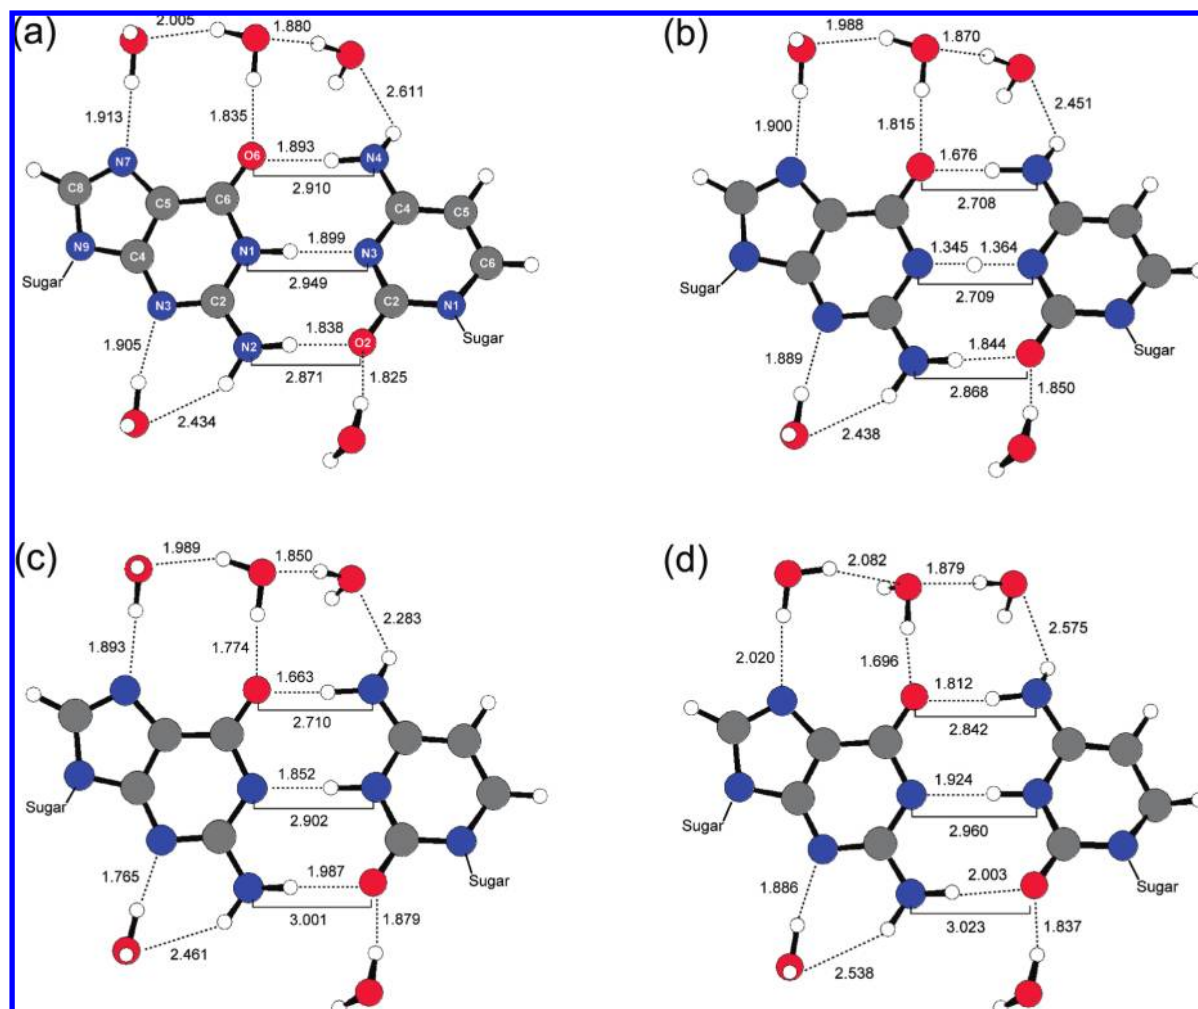 (a)
2.005
1.880
2.611
1.913
1.835
O6
1.893
N4
N7
2.910
C8
C5
C6
C4
C5
N9
C4
N1
1.899
N3
C6
Sugar
2.949
N3
C2
C2
N1
1.838
Sugar
1.905
N2
O2
2.871
1.825
2.434
(b)
1.988
1.870
2.451
1.900
1.815
1.676
2.708
1.345
1.364
Sugar
2.709
1.844
Sugar
1.889
2.868
1.850
2.438
(c)
1.989
1.850
2.283
1.893
1.774
1.663
2.710
1.852
Sugar
2.902
1.765
1.987
Sugar
3.001
1.879
2.461
(d)
2.082
1.879
2.575
2.020
1.696
1.812
2.842
1.924
Sugar
2.960
2.003
Sugar
1.886
3.023
1.837
2.538